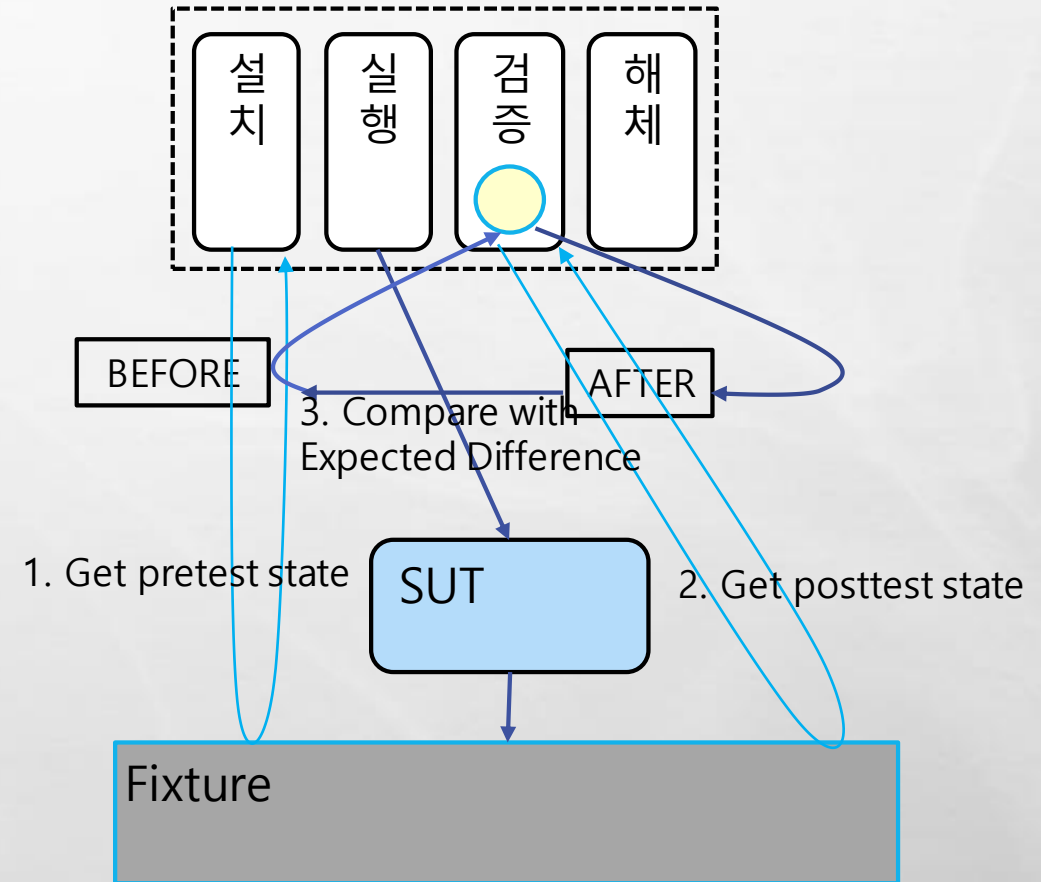 설치
실행
검증
해체
BEFORE
AFTER
3. Compare with
Expected Difference
1. Get pretest state
SUT
2. Get posttest state
Fixture